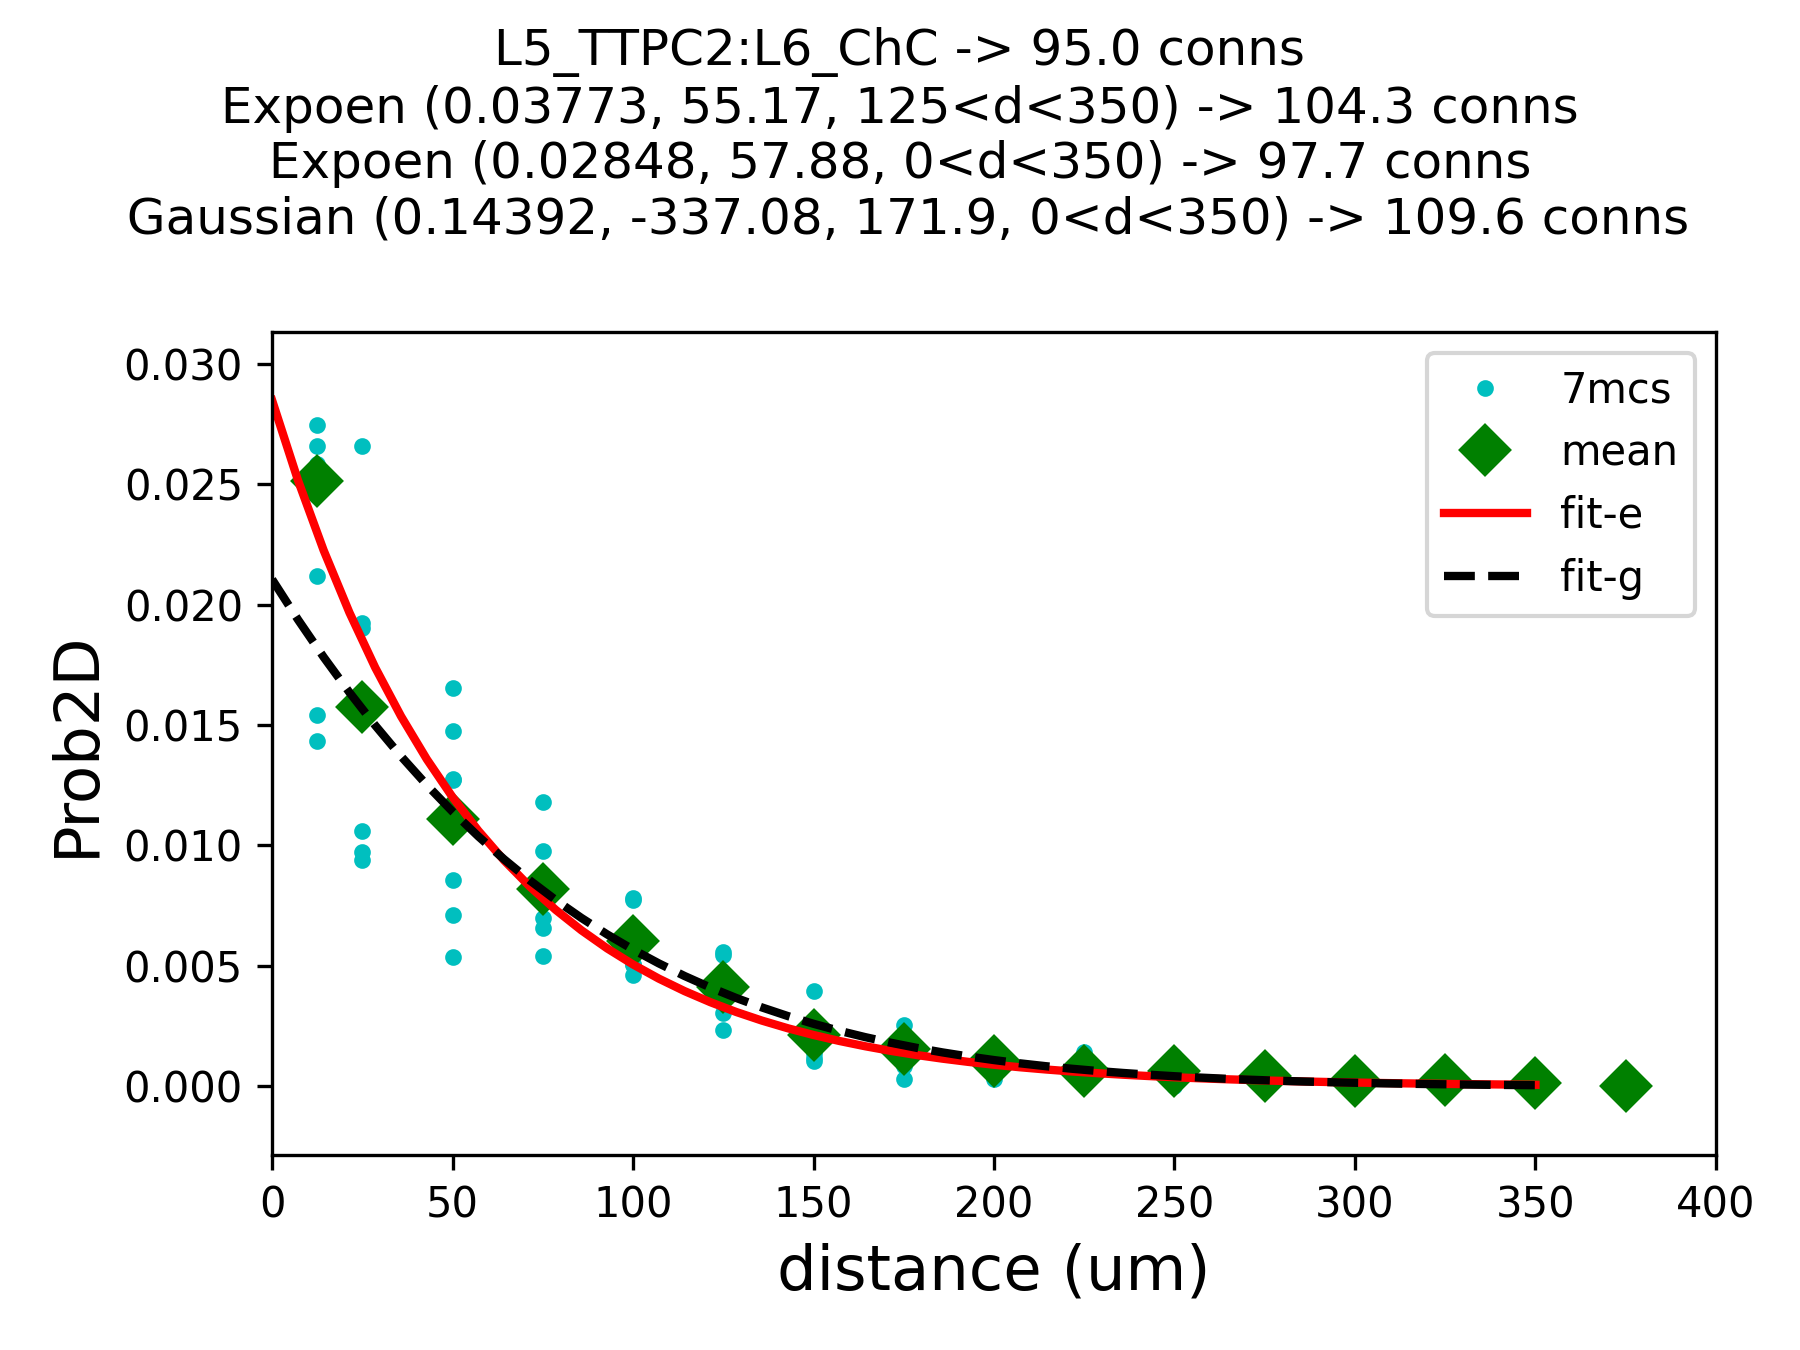 L5_TTPC2:L6_ChC -> 95.0 conns
Expoen (0.03773, 55.17, 125<d<350) -> 104.3 conns
Expoen (0.02848, 57.88, 0<d<350) -> 97.7 conns
Gaussian (0.14392, -337.08, 171.9, 0<d<350) -> 109.6 conns
0.030
0.025
0.020
0.015
0.010
0.005
0.000
Prob2D
7mcs
mean
fit-e
fit-g
0 50 100 150 200 250 300 350 400
distance (um)